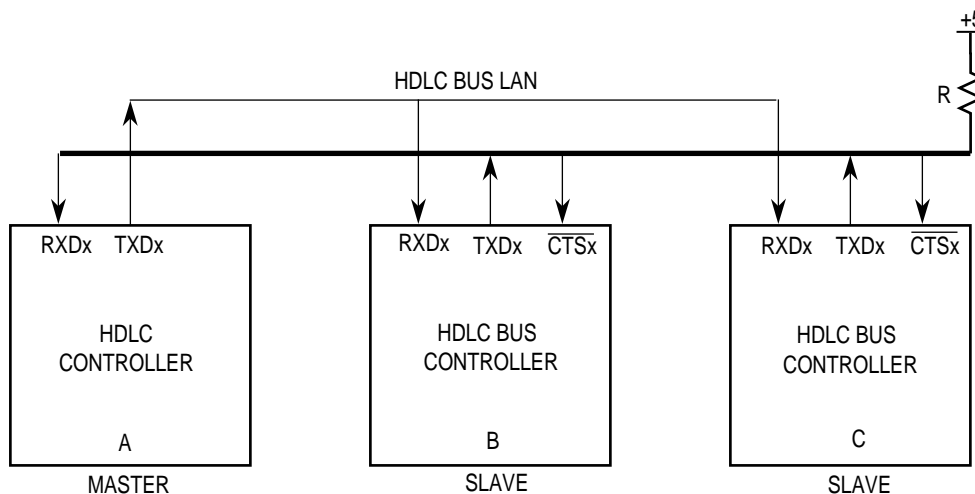 +5
HDLC BUS LAN
R
RXDx TXDx
RXDx TXDx CTSx
RXDx TXDx CTSx
HDLC
CONTROLLER
HDLC BUS
CONTROLLER
HDLC BUS
CONTROLLER
A
B
C
MASTER
SLAVE
SLAVE